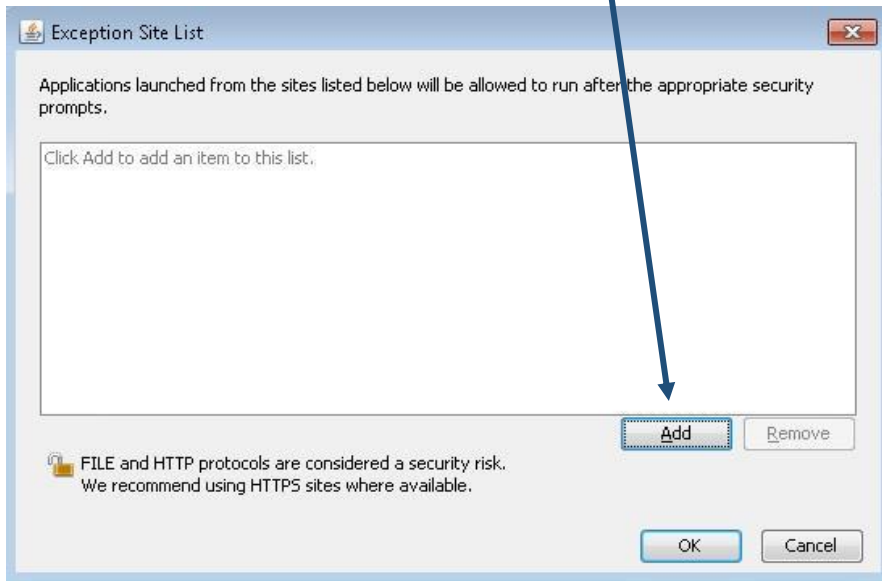 Exception Site List
Applications launched from the sites listed below will be allowed to run after the appropriate security
prompts.
Click Add to add an item to this list.
Add
Remove
FILE and HTTP protocols are considered a security risk.
We recommend using HTTPS sites where available.
OK
Cancel